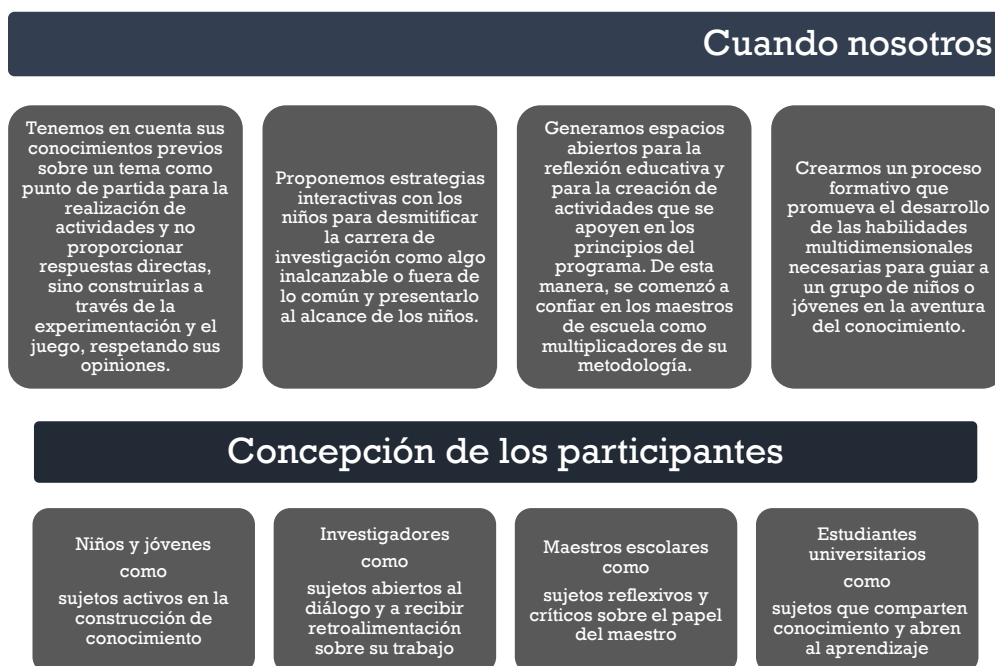 Cuando nosotros
Tenemos en cuenta sus
conocimientos previos
sobre un tema como
punto de partida para la
realización de
actividades y no
proporcionar
respuestas directas,
sino construirlas a
través de la
experimentación y el
juego, respetando sus
opiniones.
Proponemos estrategias
interactivas con los
niños para desmitificar
la carrera de
investigación como algo
inalcanzable o fuera de
lo común y presentarlo
al alcance de los niños.
Generamos espacios
abiertos para la
reflexión educativa y
para la creación de
actividades que se
apoyen en los
principios del
programa. De esta
manera, se comenzó a
confiar en los maestros
de escuela como
multiplicadores de su
metodología.
Crearmos un proceso
formativo que
promueva el desarrollo
de las habilidades
multidimensionales
necesarias para guiar a
un grupo de niños o
jóvenes en la aventura
del conocimiento.
Concepción de los participantes
Niños y jóvenes
como
sujetos activos en la
construcción de
conocimiento
Investigadores
como
sujetos abiertos al
diálogo y a recibir
retroalimentación
sobre su trabajo
Maestros escolares
como
sujetos reflexivos y
críticos sobre el papel
del maestro
Estudiantes
universitarios
como
sujetos que comparten
conocimiento y abren
al aprendizaje